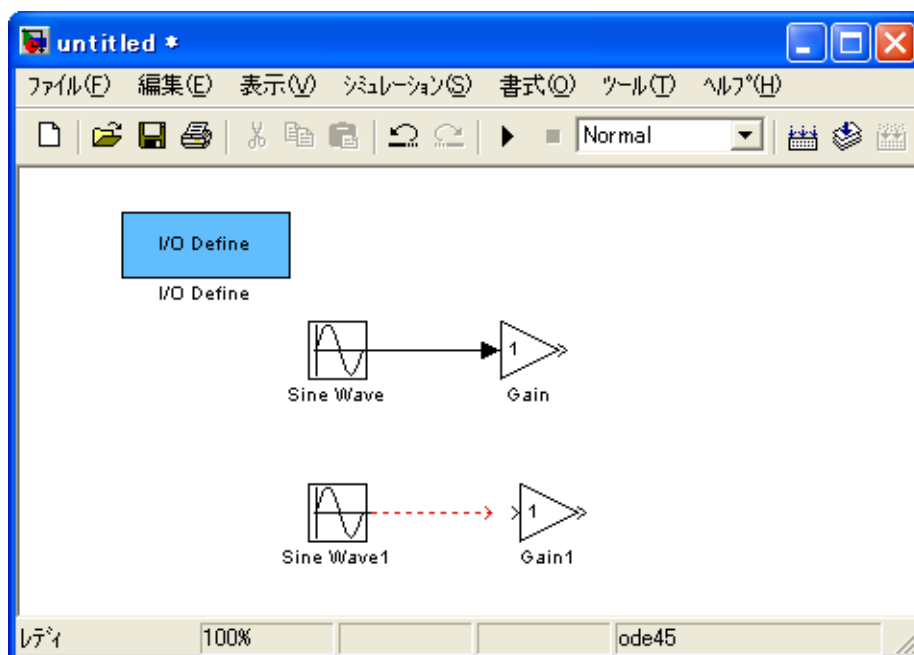 untitled *
ﾌｧｲﾙ(F) 編集(E) 表示(V) ｼﾐｭﾚｰｼｮﾝ(S) 書式(O) ﾂｰﾙ(T) ﾍﾙﾌﾟ(H)
Normal
I/O Define
I/O Define
1
Sine Wave Gain
1
Sine Wave1 Gain1
ﾚﾃﾞｨ 100% ode45